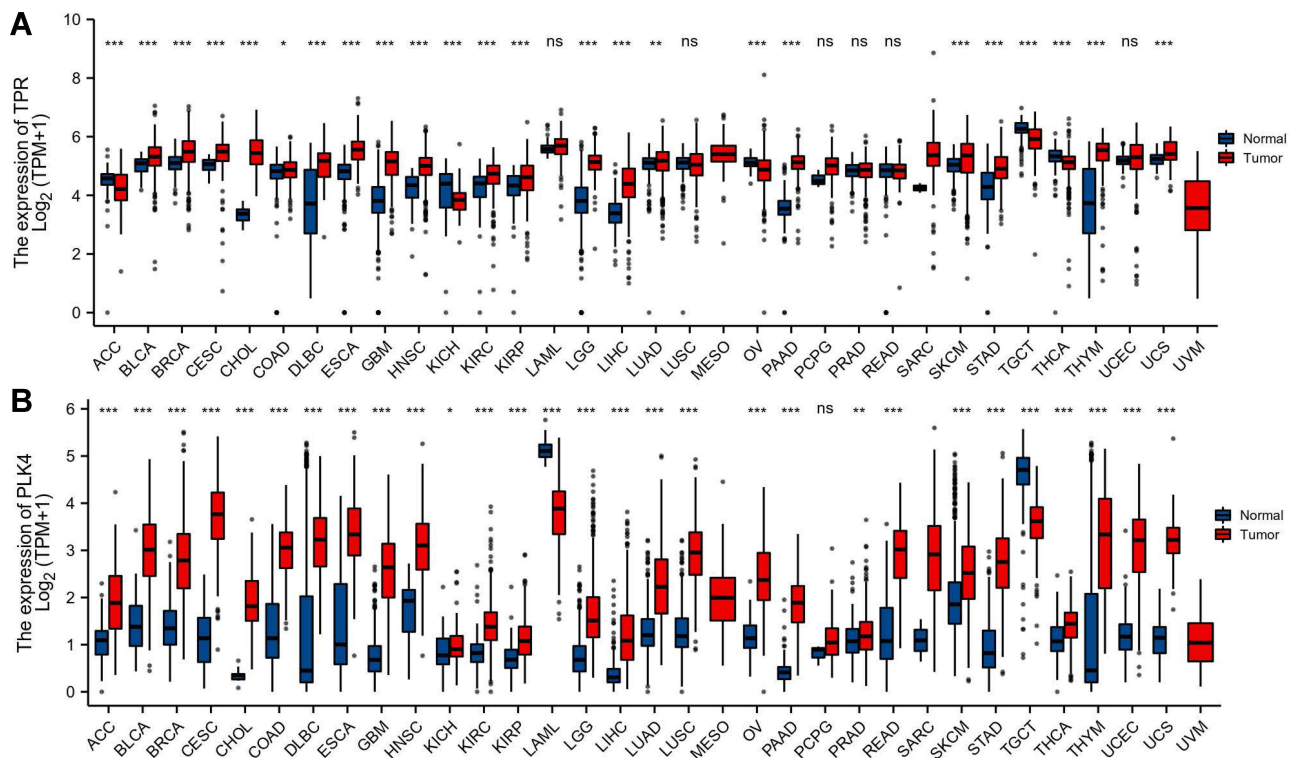 A
The expression of TPR
Log2 (TPM+1)
10
8
6
4
2
0
*** *** *** *** *** * *** *** *** *** *** *** *** ns *** *** ** ns *** *** ns ns ns *** *** *** *** *** ns ***
Normal
Tumor
ACC BLCA BRCA CESC CHOL COAD DLBC ESCA GBM HNSC KICH KIRC KIRP LAML LGG LIHC LUAD LUSC MESO OV PAAD PCPG PRAD READ SARC SKCM STAD TGCT THCA THYM UCEC UCS UVM
B
The expression of PLK4
Log2 (TPM+1)
6
5
4
3
2
1
0
*** *** *** *** *** *** *** *** *** *** * *** *** *** *** *** *** *** *** *** ns ** *** *** *** *** *** *** *** ***
Normal
Tumor
ACC BLCA BRCA CESC CHOL COAD DLBC ESCA GBM HNSC KICH KIRC KIRP LAML LGG LIHC LUAD LUSC MESO OV PAAD PCPG PRAD READ SARC SKCM STAD TGCT THCA THYM UCEC UCS UVM